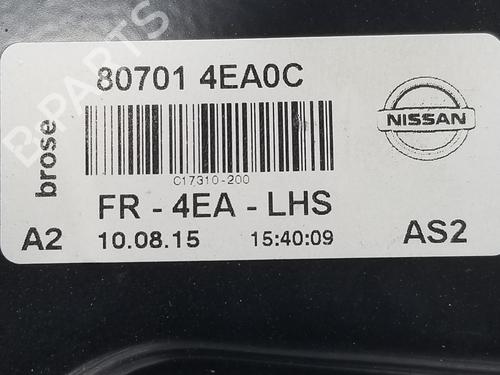 80701 4EA0C
NISSAN
brose
C17310-200
FR - 4EA - LHS
A2
10.08.15
15:40:09
AS2
B-PARTS